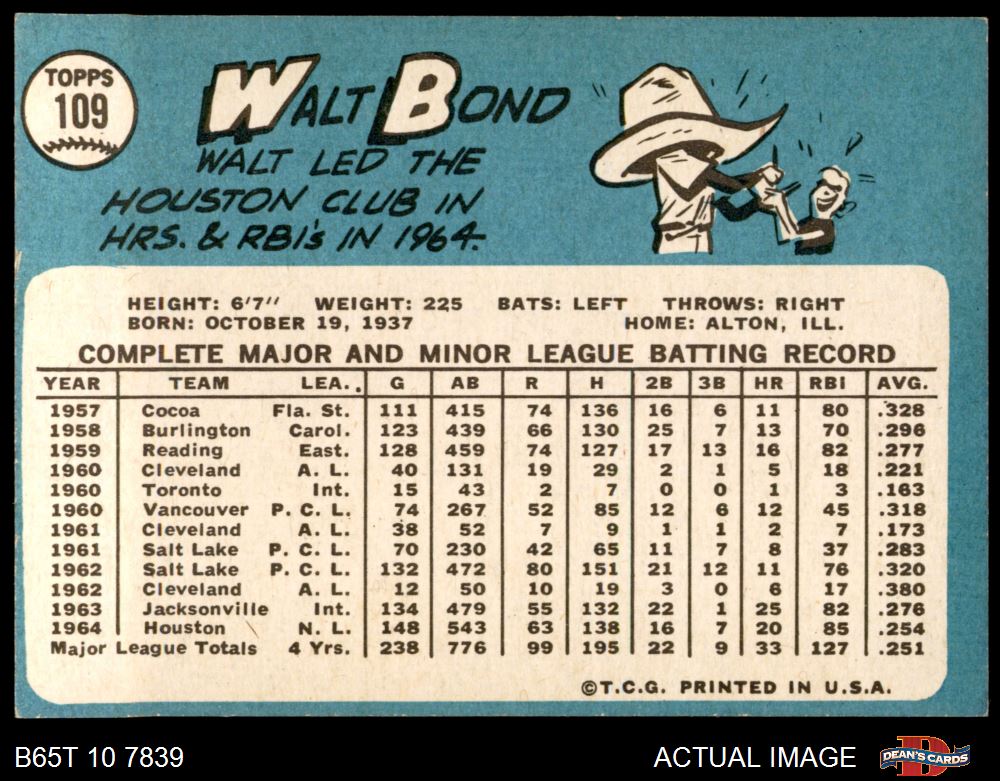 TOPPS
109
WALT BOND
WALT LED THE
HOUSTON CLUB IN
HRS. & RBI's IN 1964.
HEIGHT: 6'7" WEIGHT: 225 BATS: LEFT THROWS: RIGHT
BORN: OCTOBER 19, 1937 HOME: ALTON, ILL.
COMPLETE MAJOR AND MINOR LEAGUE BATTING RECORD
YEAR TEAM LEA. G AB R H 2B 3B HR RBI AVG.
1957 Cocoa Fla. St. 111 415 74 136 16 6 11 80 .328
1958 Burlington Carol. 123 439 66 130 25 7 13 70 .296
1959 Reading East. 128 459 74 127 17 13 16 82 .277
1960 Cleveland A. L. 40 131 19 29 2 1 5 18 .221
1960 Toronto Int. 15 43 2 7 0 0 1 3 .163
1960 Vancouver P. C. L. 74 267 52 85 12 6 12 45 .318
1961 Cleveland A. L. 38 52 7 9 1 1 2 7 .173
1961 Salt Lake P. C. L. 70 230 42 65 11 7 8 37 .283
1962 Salt Lake P. C. L. 132 472 80 151 21 12 11 76 .320
1962 Cleveland A. L. 12 50 10 19 3 0 6 17 .380
1963 Jacksonville Int. 134 479 55 132 22 1 25 82 .276
1964 Houston N. L. 148 543 63 138 16 7 20 85 .254
Major League Totals 4 Yrs. 238 776 99 195 22 9 33 127 .251
©T.C.G. PRINTED IN U.S.A.
B65T 10 7839 ACTUAL IMAGE DEAN'S CARDS